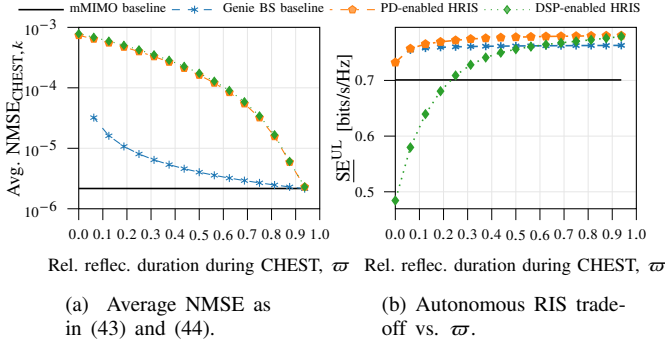 mMIMO baseline Genie BS baseline PD-enabled HRIS DSP-enabled HRIS
Avg. NMSE_CHEST,k
10^−3
10^−4
10^−5
10^−6
0.0 0.1 0.2 0.3 0.4 0.5 0.6 0.7 0.8 0.9 1.0
Rel. reflec. duration during CHEST, ϖ
(a) Average NMSE as
in (43) and (44).
SE^UL [bits/s/Hz]
0.7
0.6
0.5
0.0 0.1 0.2 0.3 0.4 0.5 0.6 0.7 0.8 0.9 1.0
Rel. reflec. duration during CHEST, ϖ
(b) Autonomous RIS trade-
off vs. ϖ.